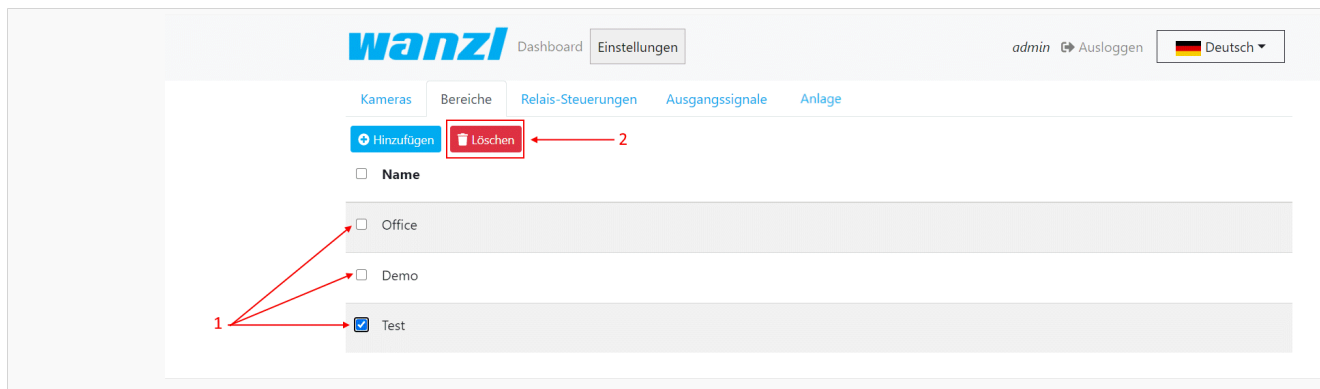 wanzl Dashboard Einstellungen admin Ausloggen Deutsch
Kameras Bereiche Relais-Steuerungen Ausgangssignale Anlage
Hinzufügen Löschen 2
Name
Office
Demo
1 Test